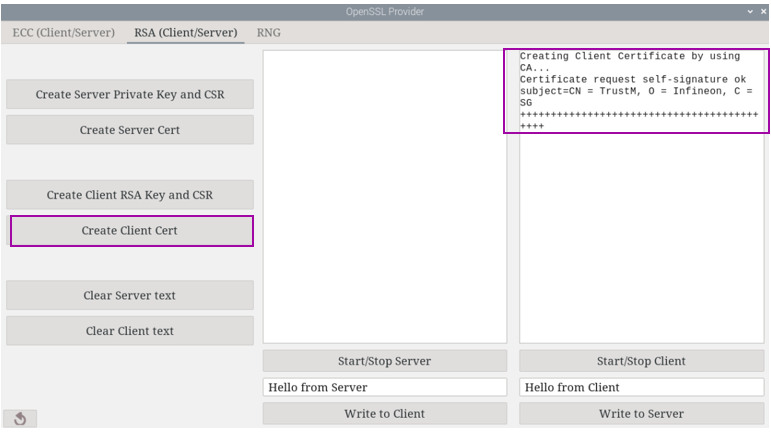 OpenSSL Provider
ECC (Client/Server)
RSA (Client/Server)
RNG
Create Server Private Key and CSR
Create Server Cert
Create Client RSA Key and CSR
Create Client Cert
Clear Server text
Clear Client text
Start/Stop Server
Hello from Server
Write to Client
Creating Client Certificate by using
CA...
Certificate request self-signature ok
subject=CN = TrustM, O = Infineon, C =
SG
+++++++++++++++++++++++++++++++++++++++
++++
Start/Stop Client
Hello from Client
Write to Server